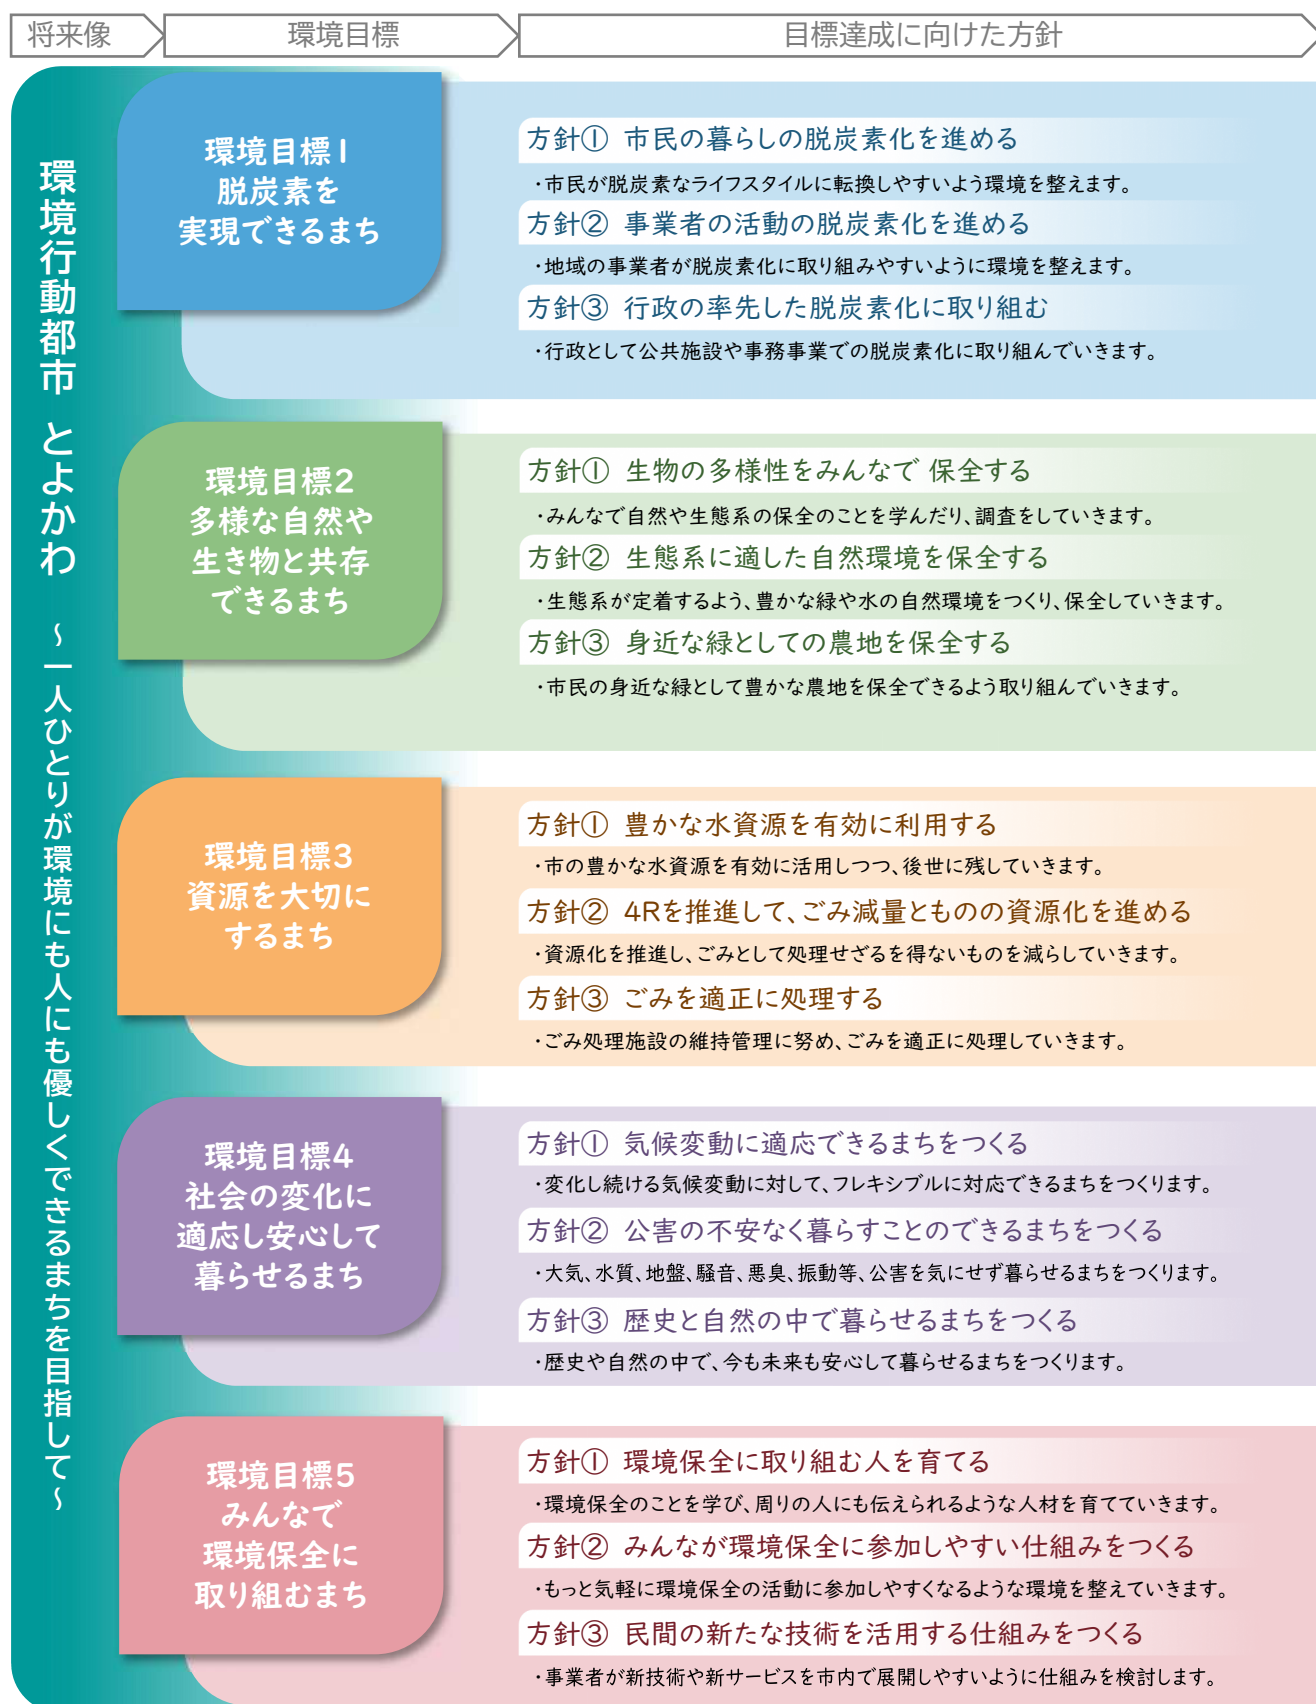 将来像
環境目標
目標達成に向けた方針
環境行動都市 とよかわ ~一人ひとりが環境にも人にも優しくできるまちを目指して~
環境目標1
脱炭素を
実現できるまち
方針① 市民の暮らしの脱炭素化を進める
・市民が脱炭素なライフスタイルに転換しやすいよう環境を整えます。
方針② 事業者の活動の脱炭素化を進める
・地域の事業者が脱炭素化に取り組みやすいように環境を整えます。
方針③ 行政の率先した脱炭素化に取り組む
・行政として公共施設や事務事業での脱炭素化に取り組んでいきます。
環境目標2
多様な自然や
生き物と共存
できるまち
方針① 生物の多様性をみんなで 保全する
・みんなで自然や生態系の保全のことを学んだり、調査をしていきます。
方針② 生態系に適した自然環境を保全する
・生態系が定着するよう、豊かな緑や水の自然環境をつくり、保全していきます。
方針③ 身近な緑としての農地を保全する
・市民の身近な緑として豊かな農地を保全できるよう取り組んでいきます。
環境目標3
資源を大切に
するまち
方針① 豊かな水資源を有効に利用する
・市の豊かな水資源を有効に活用しつつ、後世に残していきます。
方針② 4Rを推進して、ごみ減量とものの資源化を進める
・資源化を推進し、ごみとして処理せざるを得ないものを減らしていきます。
方針③ ごみを適正に処理する
・ごみ処理施設の維持管理に努め、ごみを適正に処理していきます。
環境目標4
社会の変化に
適応し安心して
暮らせるまち
方針① 気候変動に適応できるまちをつくる
・変化し続ける気候変動に対して、フレキシブルに対応できるまちをつくります。
方針② 公害の不安なく暮らすことのできるまちをつくる
・大気、水質、地盤、騒音、悪臭、振動等、公害を気にせず暮らせるまちをつくります。
方針③ 歴史と自然の中で暮らせるまちをつくる
・歴史や自然の中で、今も未来も安心して暮らせるまちをつくります。
環境目標5
みんなで
環境保全に
取り組むまち
方針① 環境保全に取り組む人を育てる
・環境保全のことを学び、周りの人にも伝えられるような人材を育てていきます。
方針② みんなが環境保全に参加しやすい仕組みをつくる
・もっと気軽に環境保全の活動に参加しやすくなるような環境を整えていきます。
方針③ 民間の新たな技術を活用する仕組みをつくる
・事業者が新技術や新サービスを市内で展開しやすいように仕組みを検討します。